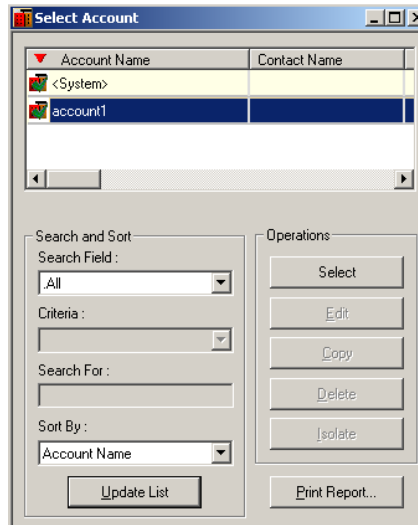 Select Account
Account Name Contact Name
<System>
account1
Search and Sort
Search Field :
.All
Criteria :
Search For :
Sort By :
Account Name
Update List
Operations
Select
Edit
Copy
Delete
Isolate
Print Report...